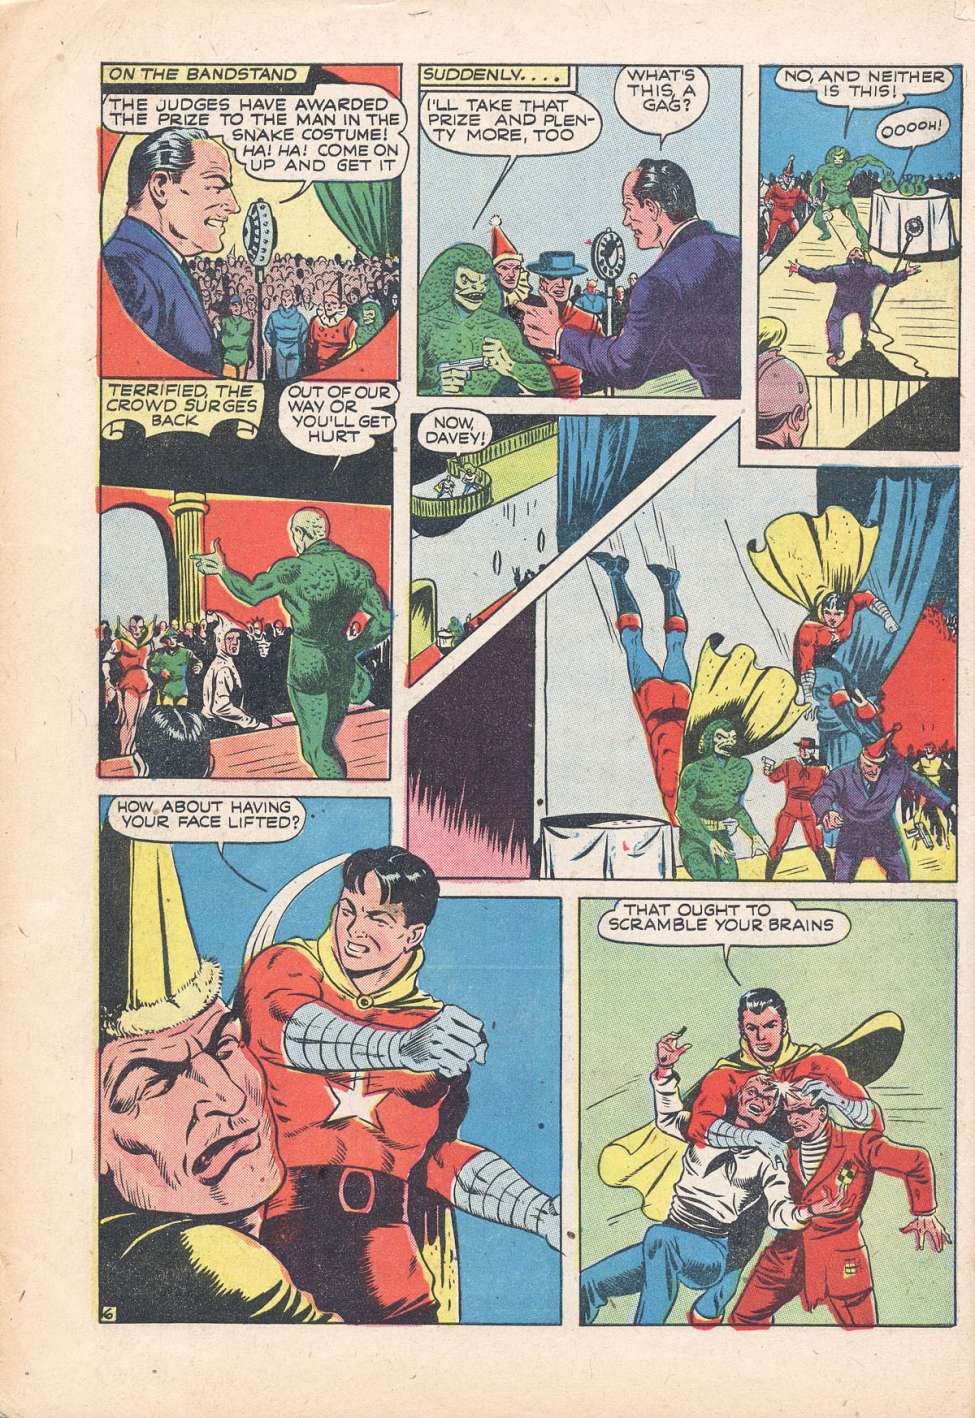 ON THE BANDSTAND
THE JUDGES HAVE AWARDED
THE PRIZE TO THE MAN IN THE
SNAKE COSTUME!
HA! HA! COME ON
UP AND GET IT
SUDDENLY....
I'LL TAKE THAT
PRIZE AND PLEN-
TY MORE, TOO
WHAT'S
THIS, A
GAG?
NO, AND NEITHER
IS THIS!
OOOOH!
TERRIFIED, THE
CROWD SURGES
BACK
OUT OF OUR
WAY OR
YOU'LL GET
HURT
NOW,
DAVEY!
HOW ABOUT HAVING
YOUR FACE LIFTED?
THAT OUGHT TO
SCRAMBLE YOUR BRAINS
6